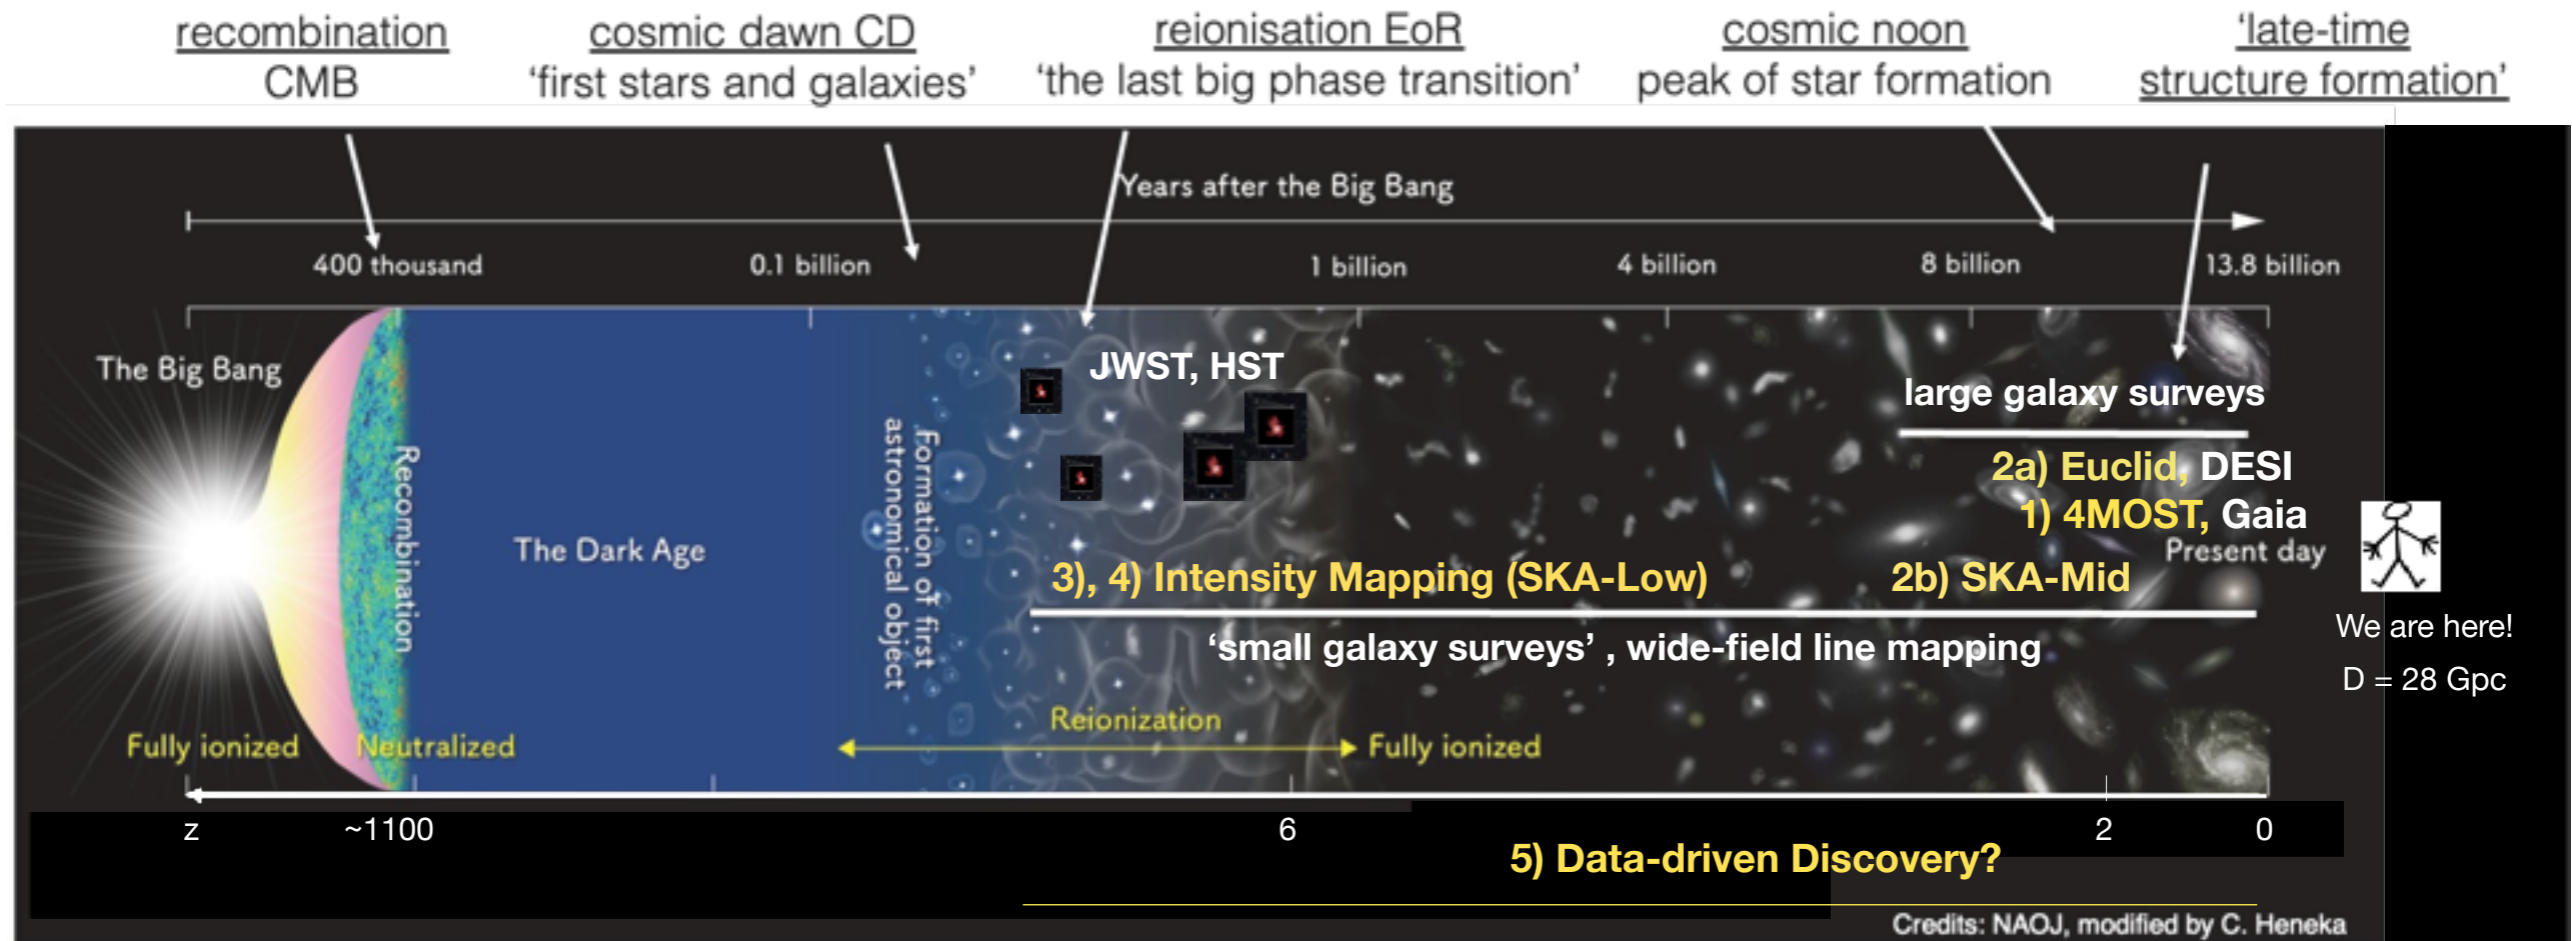 recombination
CMB
cosmic dawn CD
'first stars and galaxies'
reionisation EoR
'the last big phase transition'
cosmic noon
peak of star formation
'late-time
structure formation'
Years after the Big Bang
400 thousand
0.1 billion
1 billion
4 billion
8 billion
13.8 billion
The Big Bang
Recombination
The Dark Age
Formation of first
astronomical object
JWST, HST
large galaxy surveys
2a) Euclid, DESI
1) 4MOST, Gaia
Present day
3), 4) Intensity Mapping (SKA-Low)
2b) SKA-Mid
'small galaxy surveys' , wide-field line mapping
We are here!
D = 28 Gpc
Reionization
Fully ionized
Neutralized
Fully ionized
z
~1100
6
2
0
5) Data-driven Discovery?
Credits: NAOJ, modified by C. Heneka